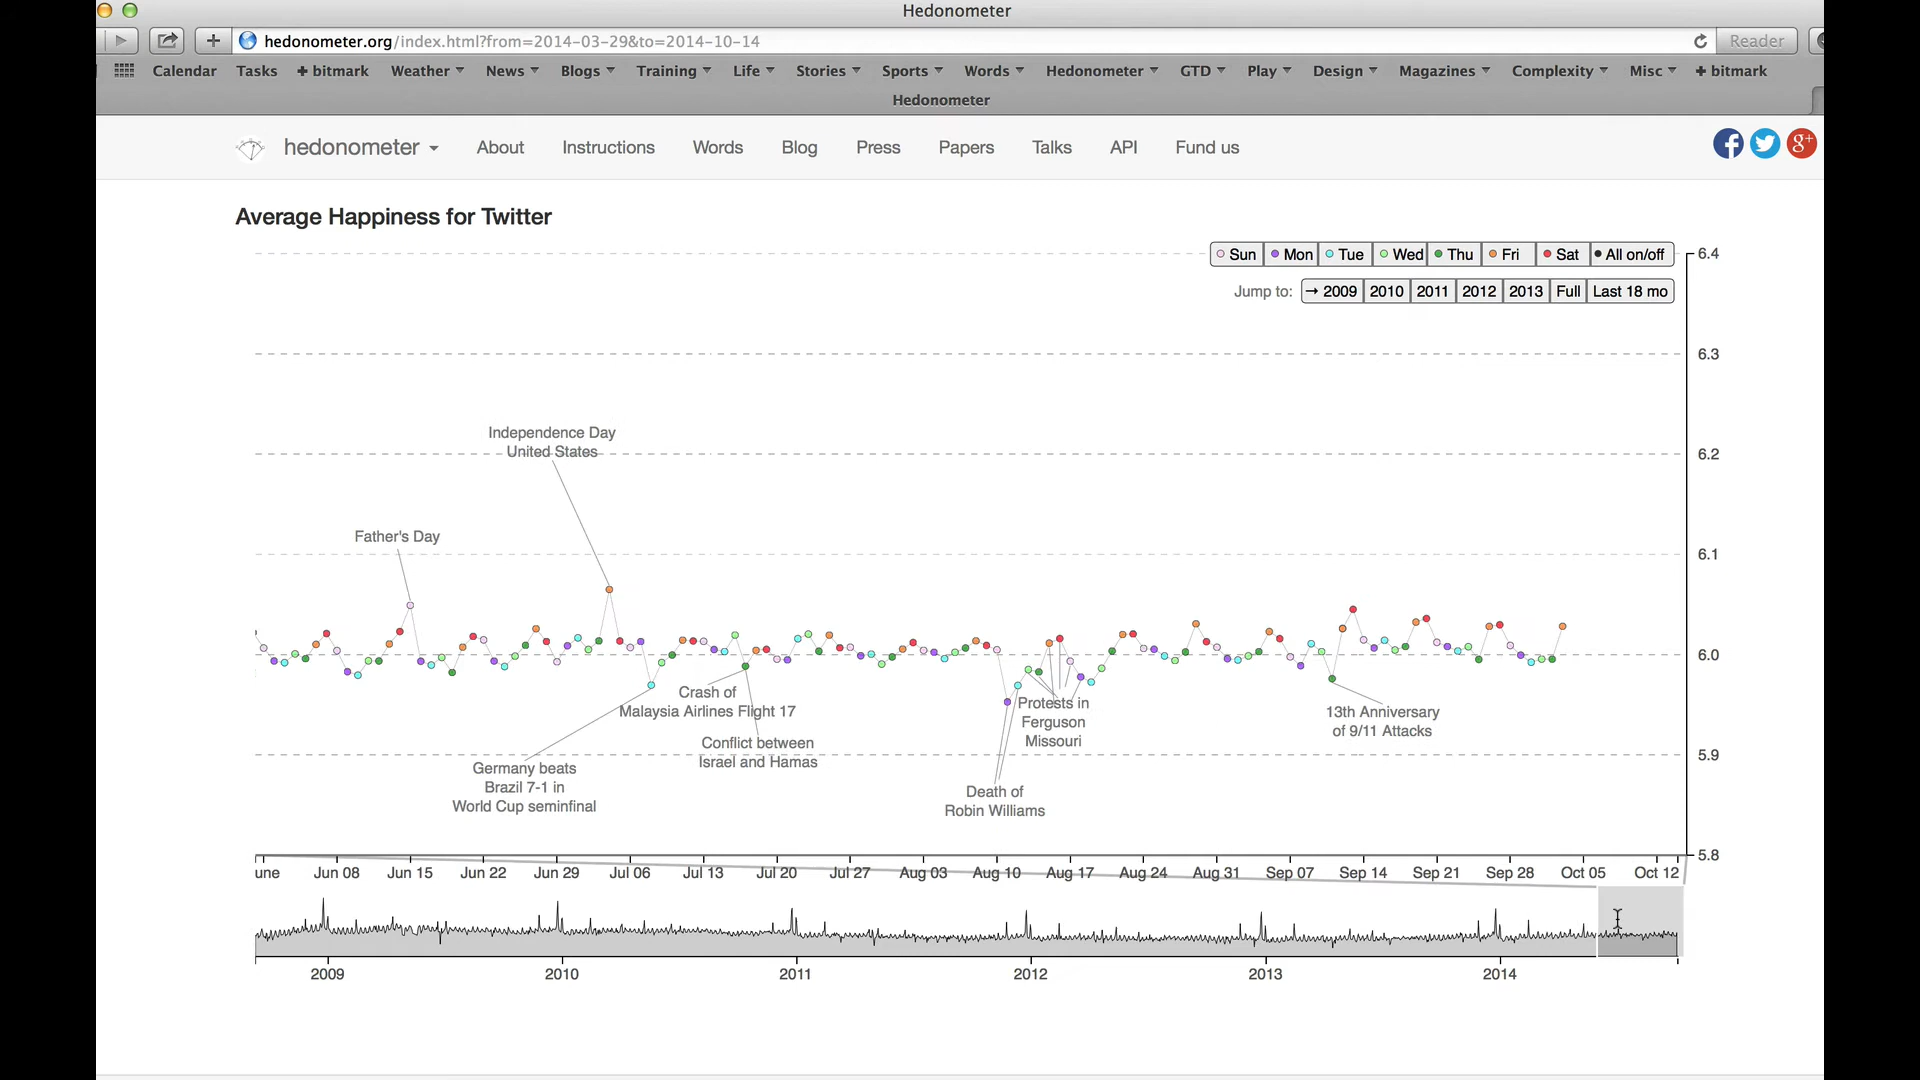 Hedonometer
hedonometer.org/index.html?from=2014-03-29&to=2014-10-14
Reader
Calendar Tasks + bitmark Weather News Blogs Training Life Stories Sports Words Hedonometer GTD Play Design Magazines Complexity Misc + bitmark
Hedonometer
hedonometer About Instructions Words Blog Press Papers Talks API Fund us
Average Happiness for Twitter
Sun Mon Tue Wed Thu Fri Sat All on/off
Jump to: → 2009 2010 2011 2012 2013 Full Last 18 mo
6.4
6.3
6.2
6.1
6.0
5.9
5.8
Independence Day
United States
Father's Day
Crash of
Malaysia Airlines Flight 17
Conflict between
Israel and Hamas
Germany beats
Brazil 7-1 in
World Cup seminfinal
Protests in
Ferguson
Missouri
Death of
Robin Williams
13th Anniversary
of 9/11 Attacks
une Jun 08 Jun 15 Jun 22 Jun 29 Jul 06 Jul 13 Jul 20 Jul 27 Aug 03 Aug 10 Aug 17 Aug 24 Aug 31 Sep 07 Sep 14 Sep 21 Sep 28 Oct 05 Oct 12
2009 2010 2011 2012 2013 2014